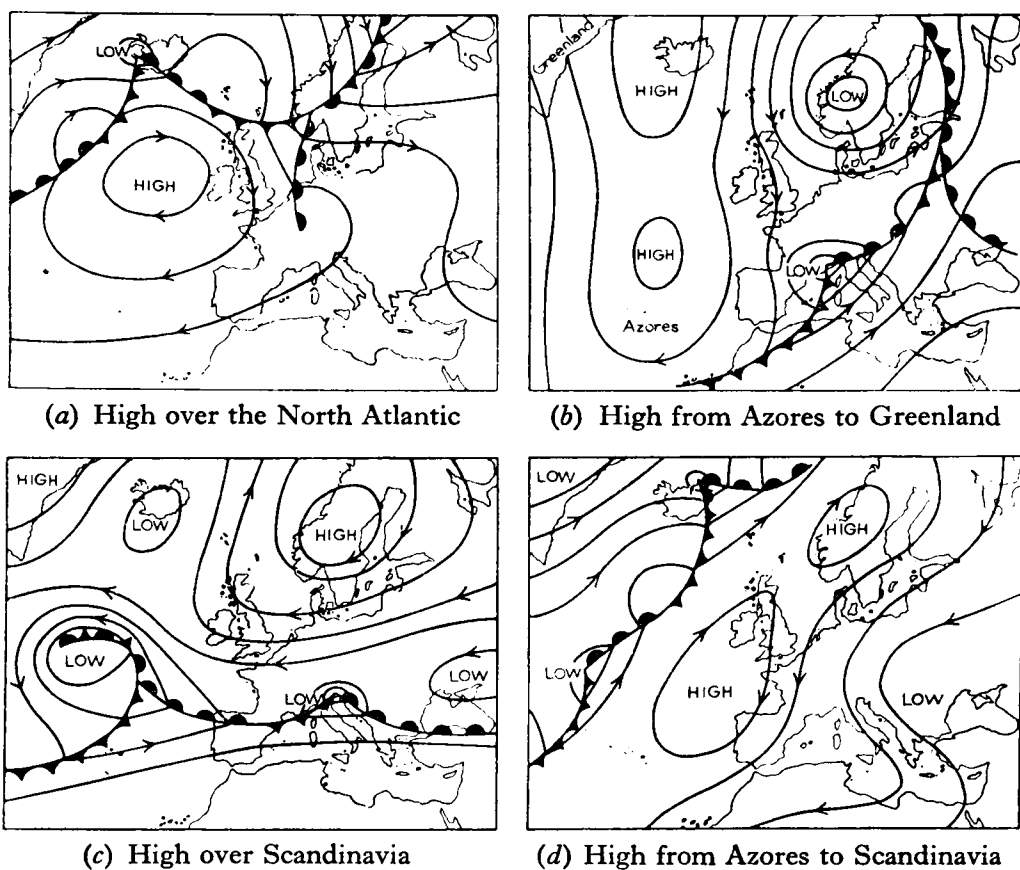 LOW
HIGH
(a) High over the North Atlantic
Greenland
HIGH
LOW
HIGH
LOW
Azores
(b) High from Azores to Greenland
HIGH
LOW
HIGH
LOW
LOW
LOW
(c) High over Scandinavia
LOW
HIGH
LOW
HIGH
LOW
(d) High from Azores to Scandinavia